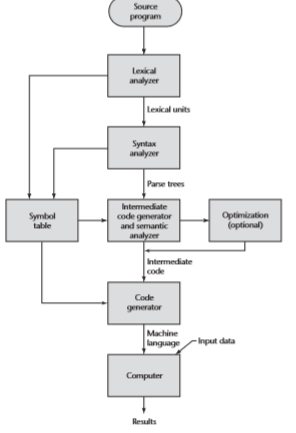 Source
program
Lexical
analyzer
Lexical units
Syntax
analyzer
Parse trees
Symbol
table
Intermediate
code generator
and semantic
analyzer
Optimization
(optional)
Intermediate
code
Code
generator
Machine
language
Input data
Computer
Results